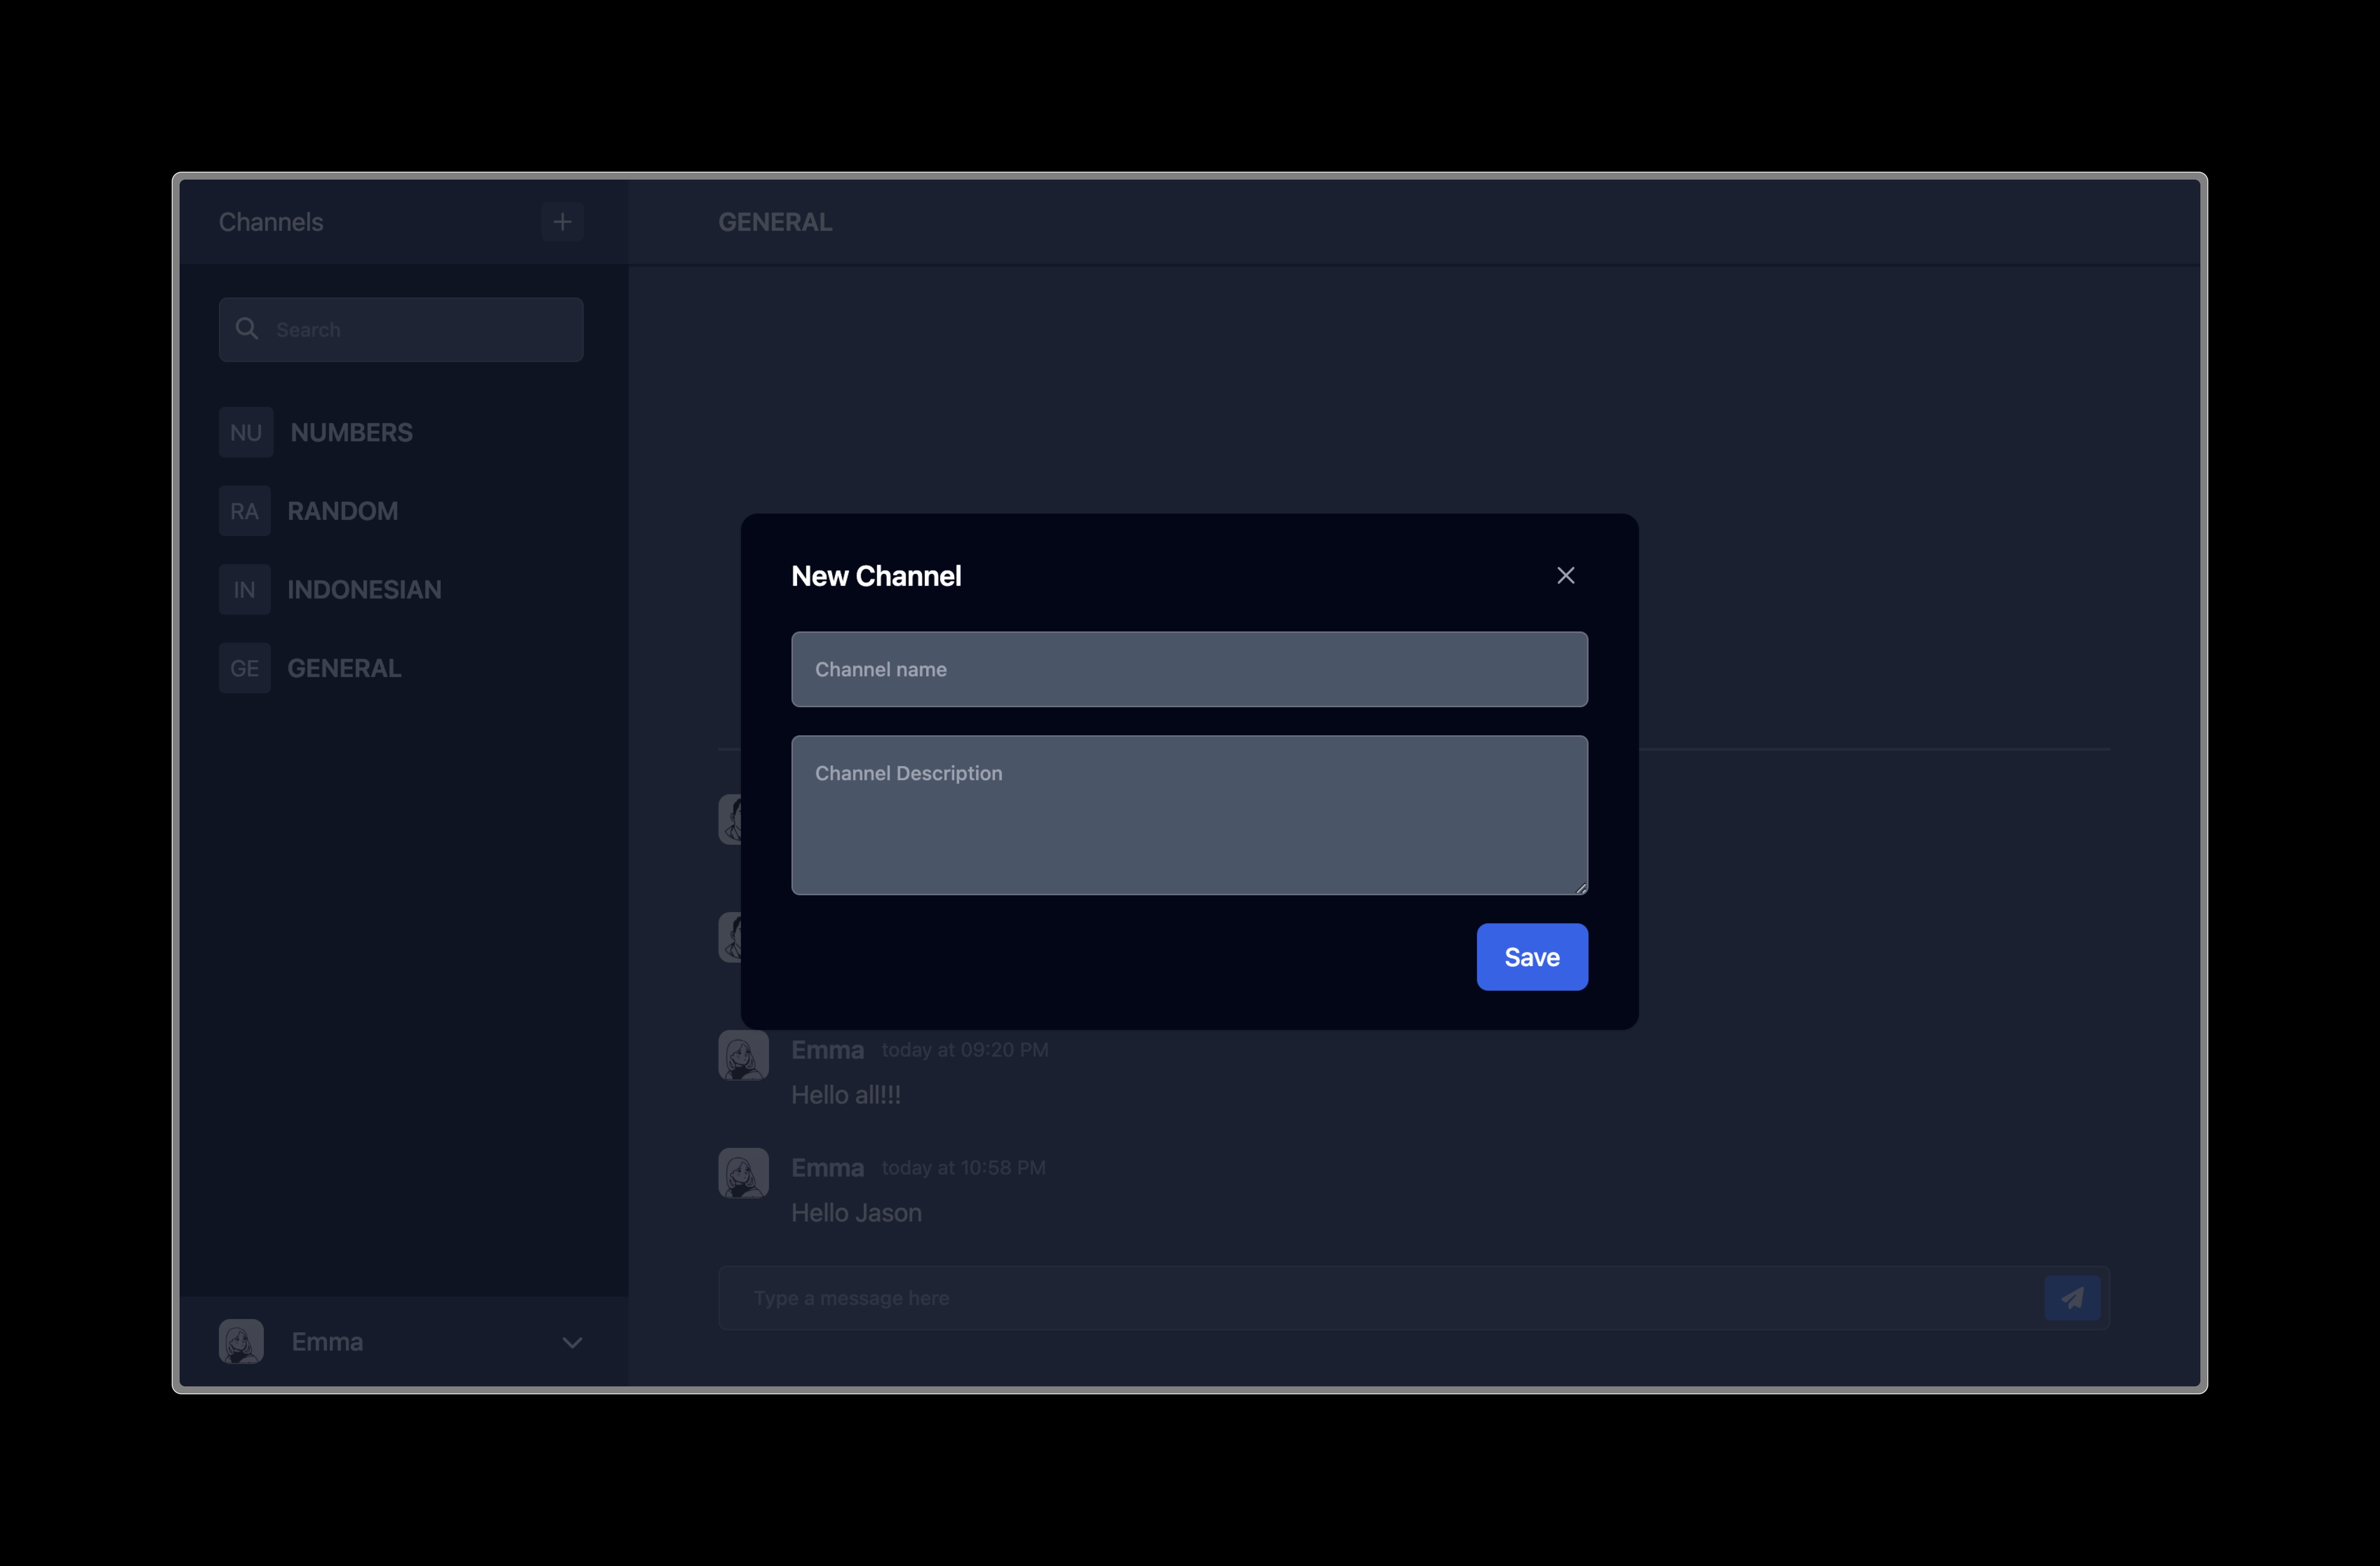 Channels
GENERAL
Search
NU NUMBERS
RA RANDOM
IN INDONESIAN
GE GENERAL
New Channel
Channel name
Channel Description
Save
Emma today at 09:20 PM
Hello all!!!
Emma today at 10:58 PM
Hello Jason
Type a message here
Emma